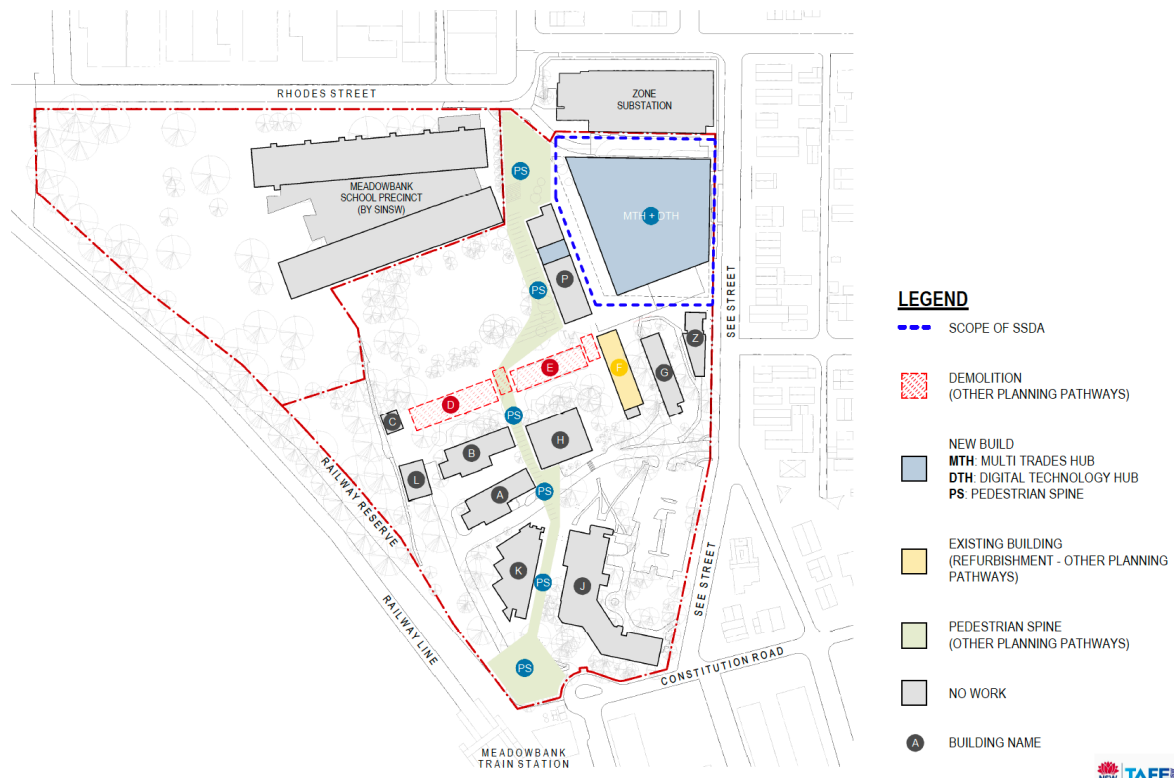 RHODES STREET
ZONE
SUBSTATION
PS
MEADOWBANK
SCHOOL PRECINCT
(BY SINSW)
MTH + DTH
P
PS
SEE STREET
Z
F
G
E
D
C
PS
H
B
L
A
PS
RAILWAY RESERVE
K
PS
J
SEE STREET
RAILWAY LINE
PS
CONSTITUTION ROAD
MEADOWBANK
TRAIN STATION
LEGEND
SCOPE OF SSDA
DEMOLITION
(OTHER PLANNING PATHWAYS)
NEW BUILD
MTH: MULTI TRADES HUB
DTH: DIGITAL TECHNOLOGY HUB
PS: PEDESTRIAN SPINE
EXISTING BUILDING
(REFURBISHMENT - OTHER PLANNING
PATHWAYS)
PEDESTRIAN SPINE
(OTHER PLANNING PATHWAYS)
NO WORK
A
BUILDING NAME